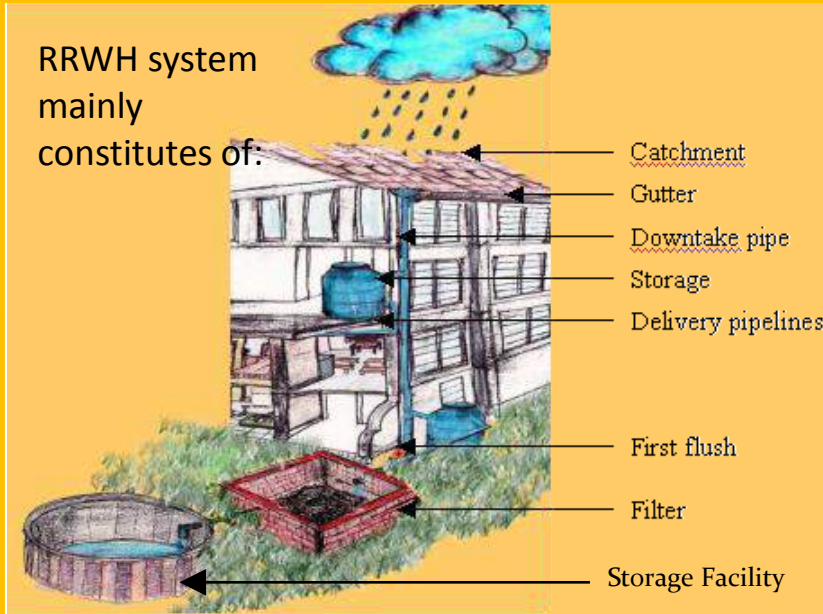 RRWH system
mainly
constitutes of:
Catchment
Gutter
Downtake pipe
Storage
Delivery pipelines
First flush
Filter
Storage Facility